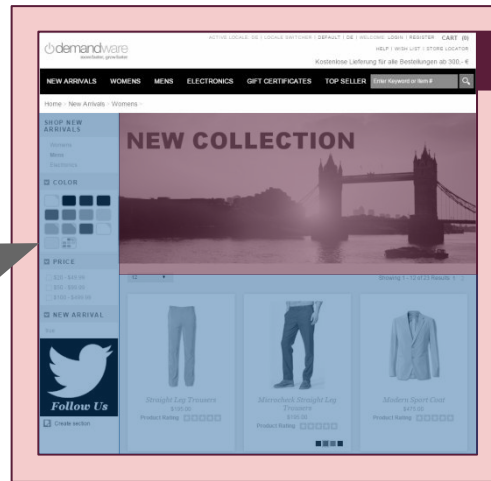 ACTIVE LOCALE: DE | LOCALE SWITCHER | DEFAULT | DE | WELCOME LOGIN | REGISTER CART (0)
demandware
HELP | WISH LIST | STORE LOCATOR
Kostenlose Lieferung für alle Bestellungen ab 300,- €
NEW ARRIVALS WOMENS MENS ELECTRONICS GIFT CERTIFICATES TOP SELLER Enter Keyword or Item #
Home › New Arrivals › Womens ›
SHOP NEW
ARRIVALS
Womens
Mens
Electronics
NEW COLLECTION
COLOR
PRICE
$20 - $49.99
$50 - $99.99
$100 - $499.99
12
Showing 1 - 12 of 23 Results 1
NEW ARRIVAL
true
Follow Us
Create section
Straight Leg Trousers
Product Rating
Microcheck Straight Leg
Trousers
Product Rating
Modern Sport Coat
Product Rating